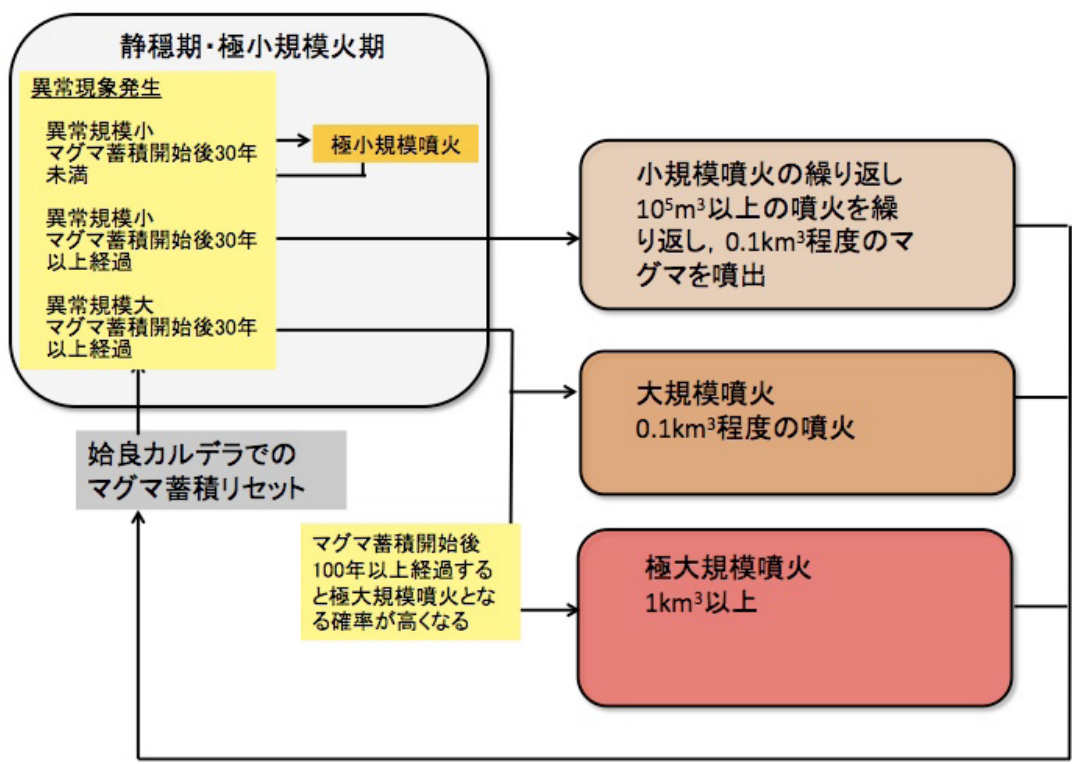 静穏期・極小規模火期
異常現象発生
異常規模小
マグマ蓄積開始後30年
未満
極小規模噴火
異常規模小
マグマ蓄積開始後30年
以上経過
異常規模大
マグマ蓄積開始後30年
以上経過
小規模噴火の繰り返し
10⁵m³以上の噴火を繰
り返し，0.1km³程度のマ
グマを噴出
大規模噴火
0.1km³程度の噴火
姶良カルデラでの
マグマ蓄積リセット
マグマ蓄積開始後
100年以上経過する
と極大規模噴火とな
る確率が高くなる
極大規模噴火
1km³以上